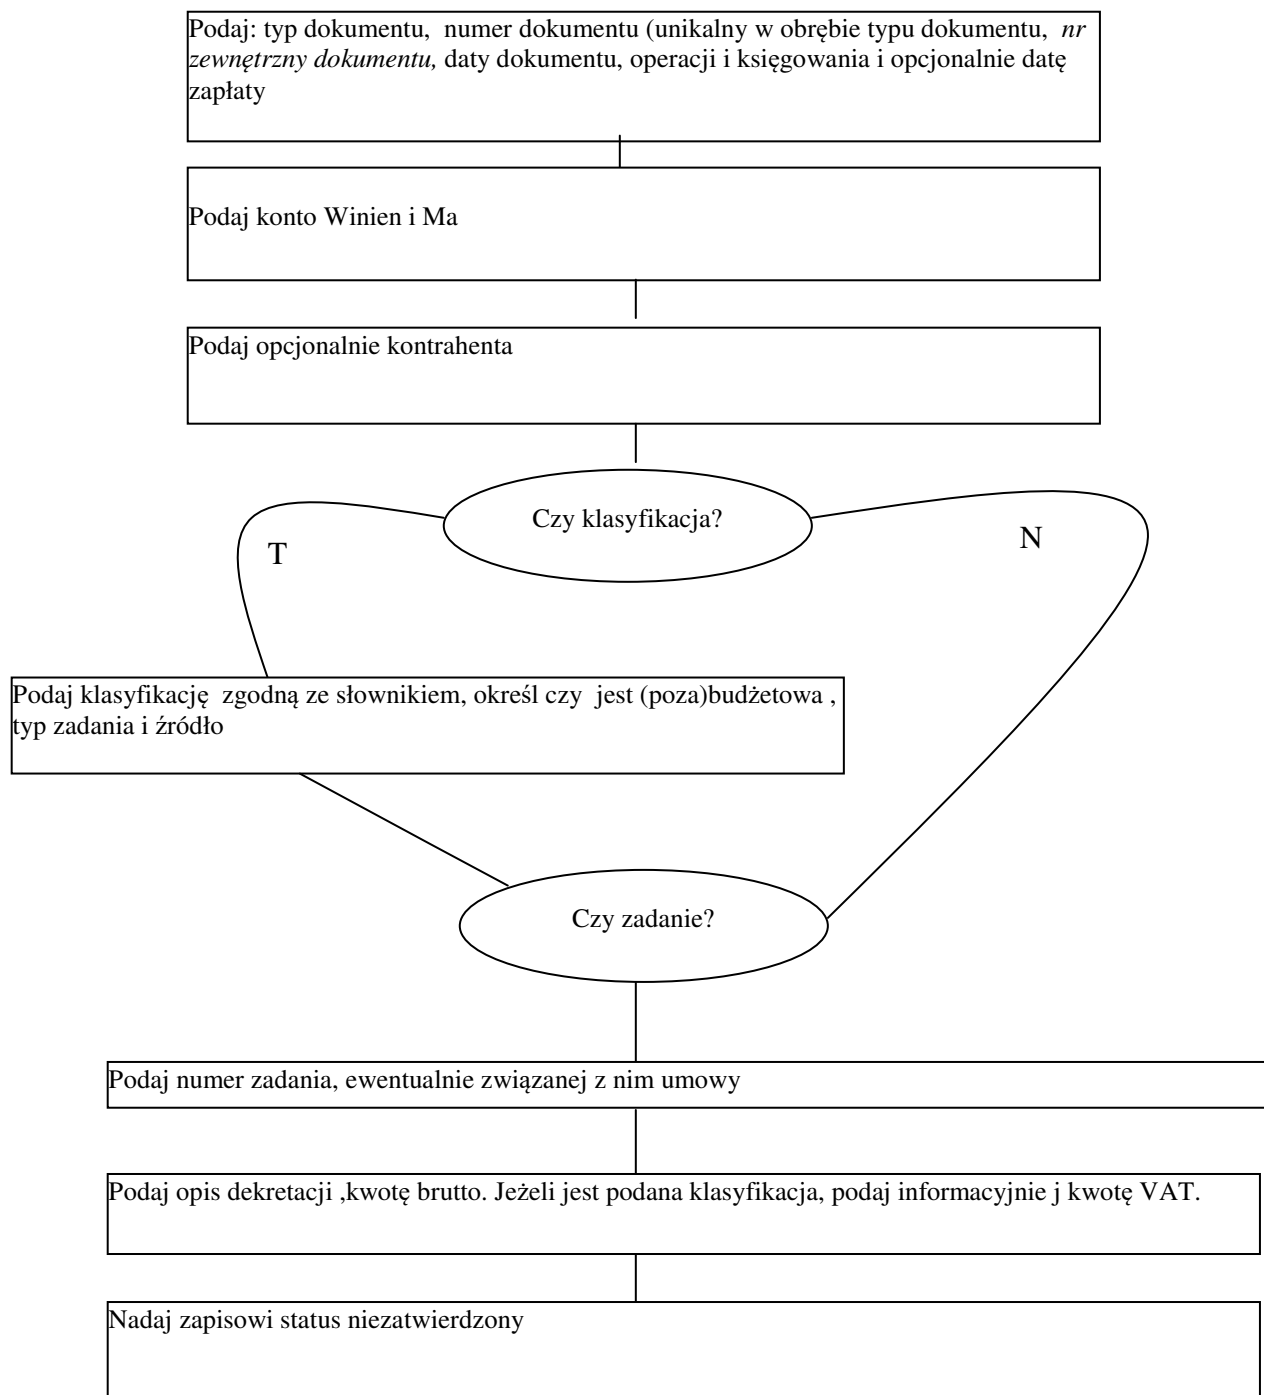 Podaj: typ dokumentu, numer dokumentu (unikalny w obrębie typu dokumentu, nr
zewnętrzny dokumentu, daty dokumentu, operacji i księgowania i opcjonalnie datę
zapłaty
Podaj konto Winien i Ma
Podaj opcjonalnie kontrahenta
Czy klasyfikacja?
T
N
Podaj klasyfikację zgodną ze słownikiem, określ czy jest (poza)budżetowa ,
typ zadania i źródło
Czy zadanie?
Podaj numer zadania, ewentualnie związanej z nim umowy
Podaj opis dekretacji ,kwotę brutto. Jeżeli jest podana klasyfikacja, podaj informacyjnie j kwotę VAT.
Nadaj zapisowi status niezatwierdzony